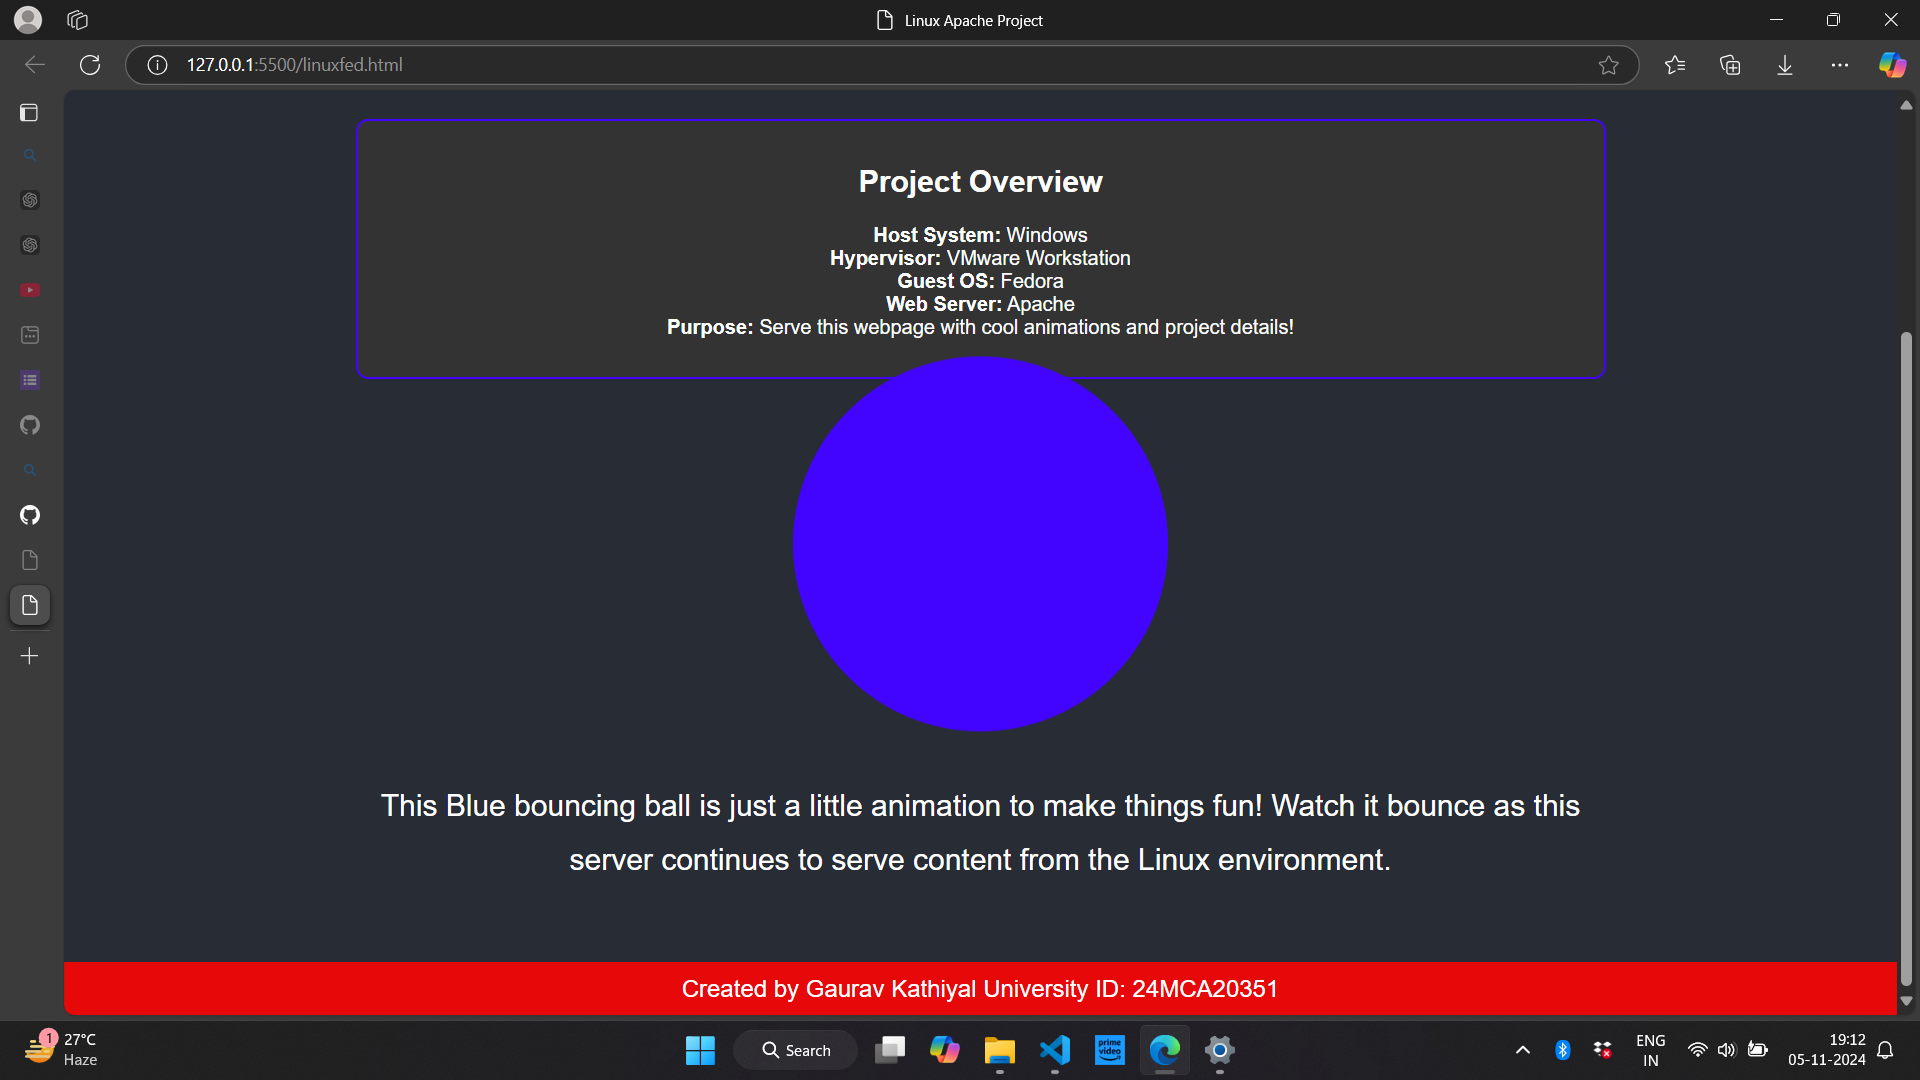 Linux Apache Project
127.0.0.1:5500/linuxfed.html
Project Overview
Host System: Windows
Hypervisor: VMware Workstation
Guest OS: Fedora
Web Server: Apache
Purpose: Serve this webpage with cool animations and project details!
This Blue bouncing ball is just a little animation to make things fun! Watch it bounce as this
server continues to serve content from the Linux environment.
Created by Gaurav Kathiyal University ID: 24MCA20351
1
27°C
Haze
Search
prime video
ENG
IN
19:12
05-11-2024